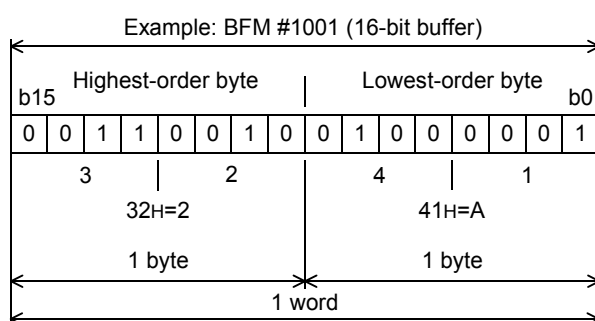 Example: BFM #1001 (16-bit buffer)
Highest-order byte Lowest-order byte
b15 b0
0 0 1 1 0 0 1 0 0 1 0 0 0 0 0 1
3 2 4 1
32H=2 41H=A
1 byte 1 byte
1 word